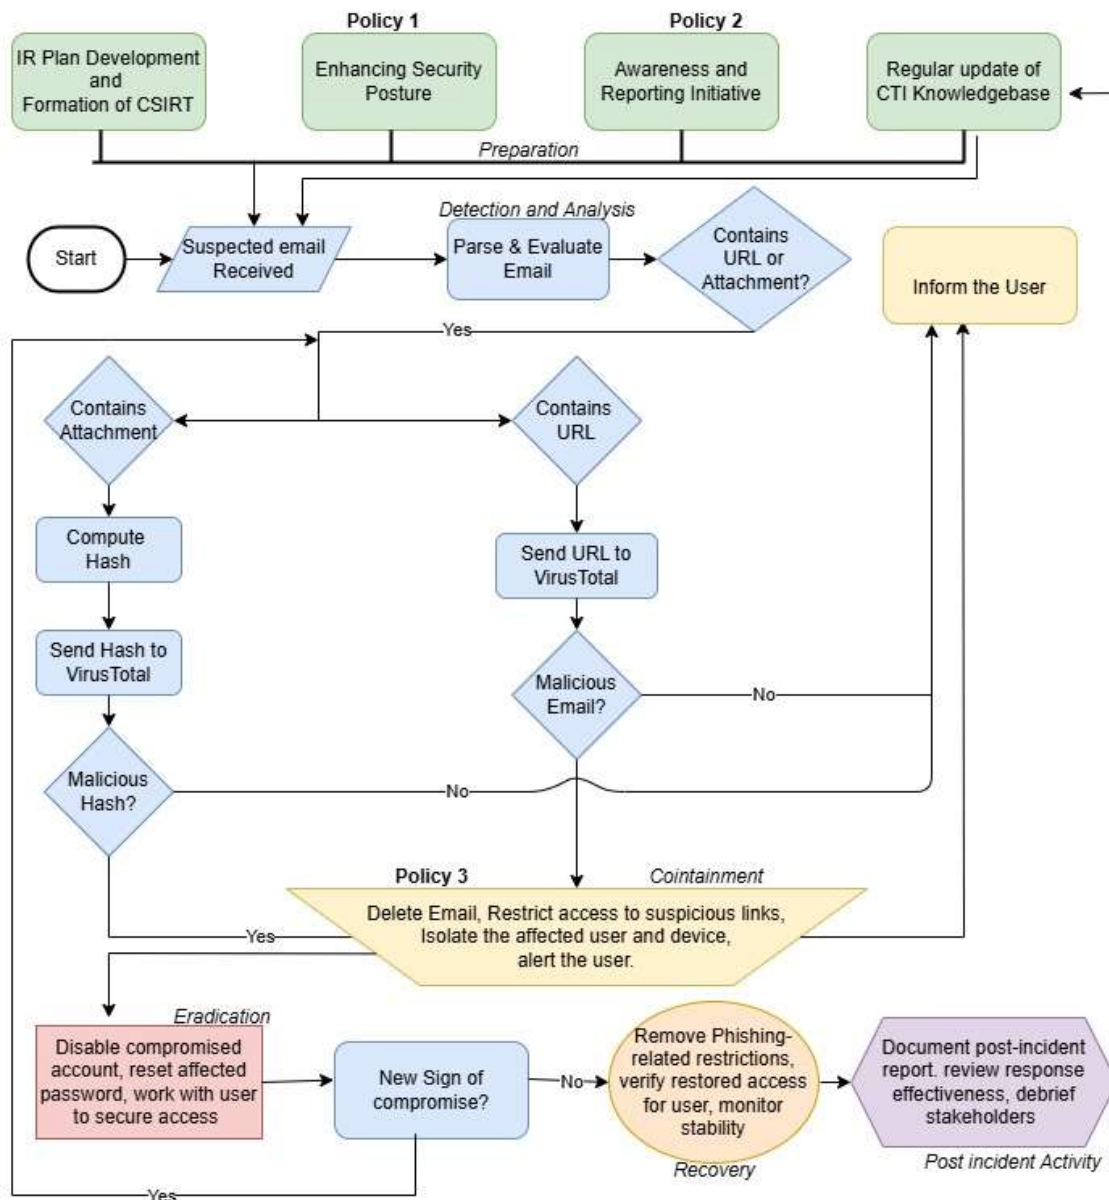 Policy 1
Policy 2
IR Plan Development
and
Formation of CSIRT
Enhancing Security
Posture
Awareness and
Reporting Initiative
Regular update of
CTI Knowledgebase
Preparation
Detection and Analysis
Start
Suspected email
Received
Parse & Evaluate
Email
Contains
URL or
Attachment?
Inform the User
Yes
Contains
Attachment
Contains
URL
Compute
Hash
Send URL to
VirusTotal
Send Hash to
VirusTotal
Malicious
Email?
No
Malicious
Hash?
No
Policy 3
Cointainment
Delete Email, Restrict access to suspicious links,
Isolate the affected user and device,
alert the user.
Yes
Eradication
Disable compromised
account, reset affected
password, work with user
to secure access
New Sign of
compromise?
No
Remove Phishing-
related restrictions,
verify restored access
for user, monitor
stability
Recovery
Document post-incident
report. review response
effectiveness, debrief
stakeholders
Post incident Activity
Yes